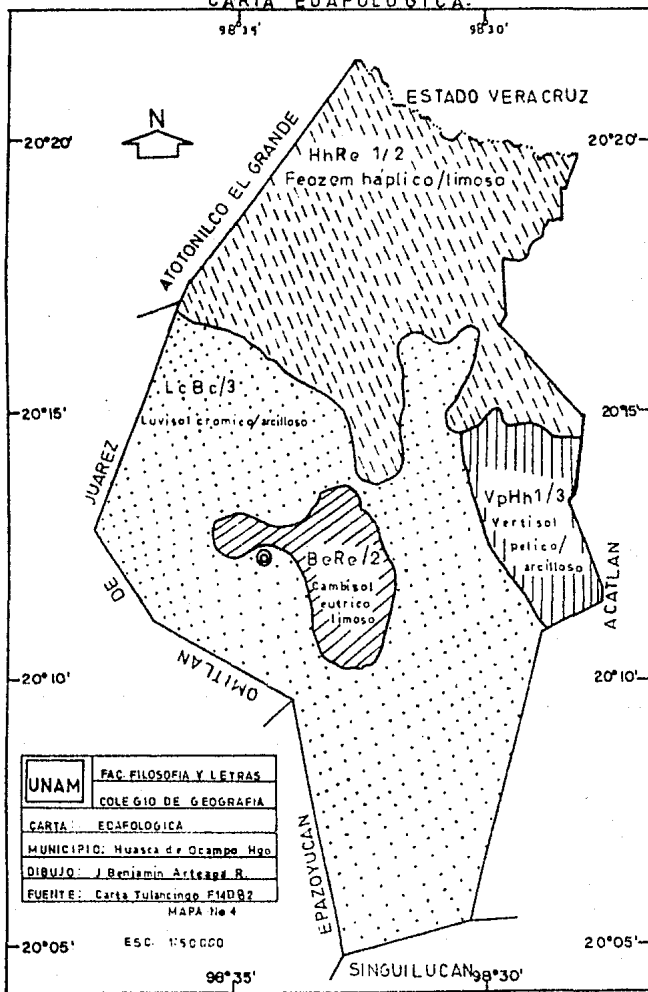 CARTA EDAFOLOGICA.
98°35'
98°30'
ESTADO VERACRUZ
N
20°20'
20°20'
ATOTONILCO EL GRANDE
HhRe 1/2
Feozem háplico/limoso
LcBc/3
Luvisol cromico/arcilloso
20°15'
20°15'
JUAREZ
VpHh1/3
Vertisol
pelico/
arcilloso
BeRe/2
Cambisol
eutrico
limoso
ACATLAN
DE
OMITLAN
20°10'
20°10'
UNAM
FAC. FILOSOFIA Y LETRAS
COLEGIO DE GEOGRAFIA
CARTA: EDAFOLOGICA
MUNICIPIO: Huasca de Ocampo Hgo
DIBUJO: J Benjamin Arteaga R.
FUENTE: Carta Tulancingo F14D82
MAPA No 4
ESC: 1:50000
EPAZOYUCAN
20°05'
20°05'
98°35'
SINGUILUCAN
98°30'